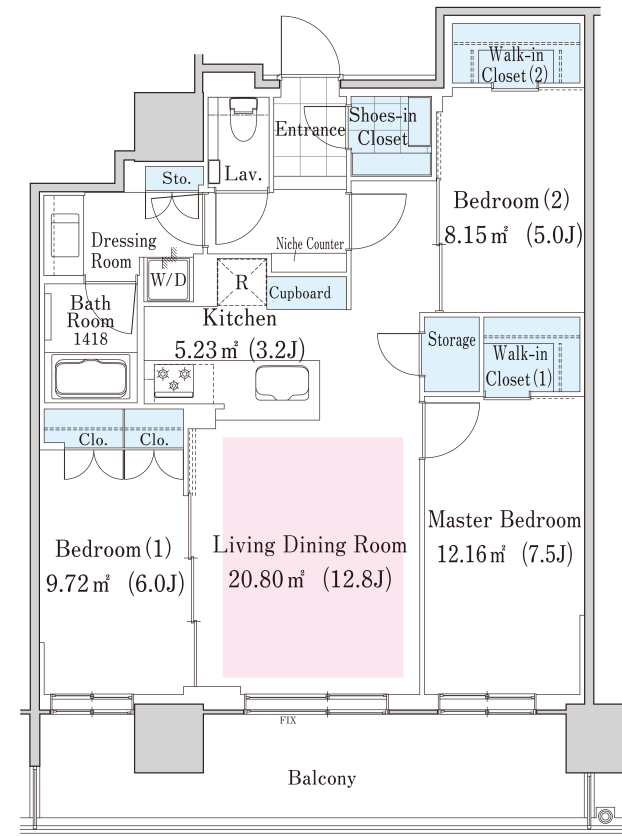 Walk-in
Closet(2)
Shoes-in
Closet
Entrance
Lav.
Sto.
Bedroom(2)
8.15㎡ (5.0J)
Dressing
Room
Niche Counter
W/D
R
Cupboard
Bath
Room
1418
Kitchen
5.23㎡ (3.2J)
Storage
Walk-in
Closet(1)
Clo.
Clo.
Master Bedroom
12.16㎡ (7.5J)
Bedroom(1)
9.72㎡ (6.0J)
Living Dining Room
20.80㎡ (12.8J)
FIX
Balcony